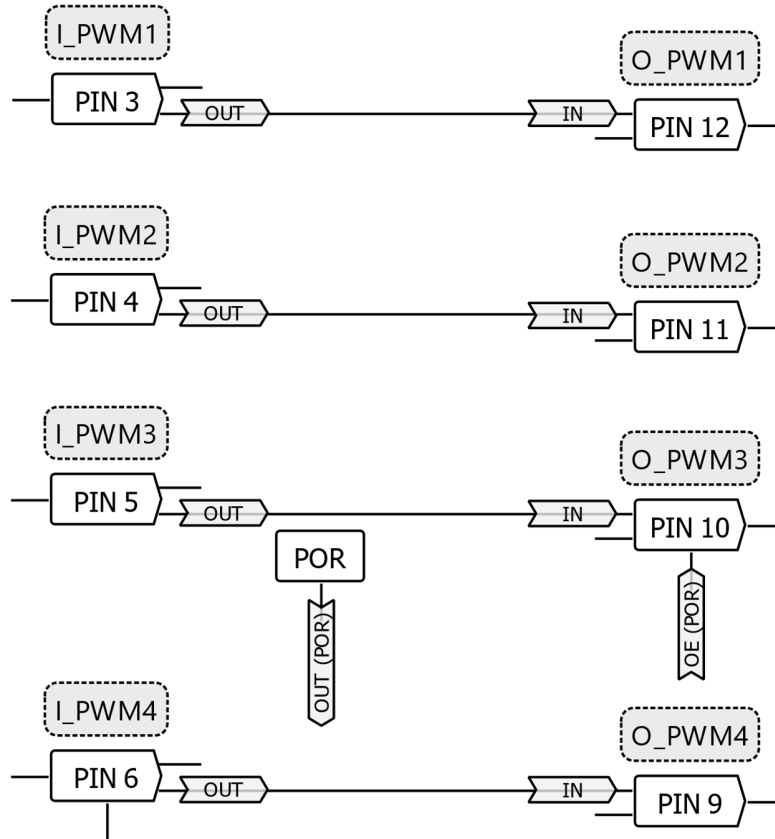 I_PWM1
O_PWM1
PIN 3
OUT
IN
PIN 12
I_PWM2
O_PWM2
PIN 4
OUT
IN
PIN 11
I_PWM3
O_PWM3
PIN 5
OUT
IN
PIN 10
POR
OUT (POR)
OE (POR)
I_PWM4
O_PWM4
PIN 6
OUT
IN
PIN 9